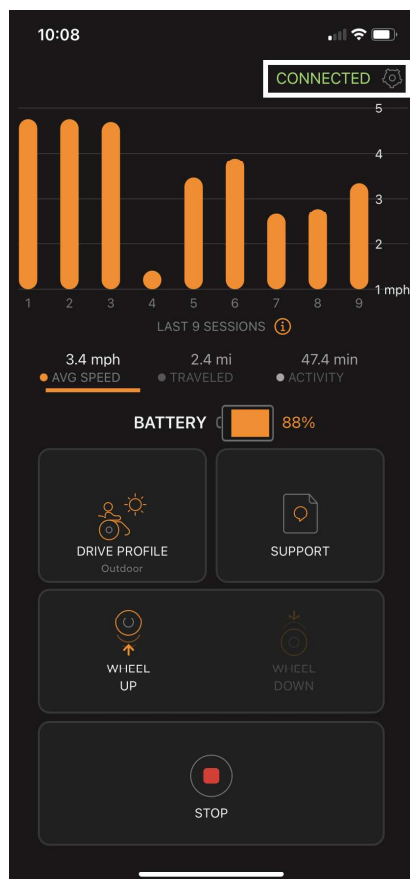 10:08
CONNECTED
5
4
3
2
1 mph
1 2 3 4 5 6 7 8 9
LAST 9 SESSIONS
3.4 mph 2.4 mi 47.4 min
AVG SPEED TRAVELED ACTIVITY
BATTERY 88%
DRIVE PROFILE SUPPORT
Outdoor
WHEEL WHEEL
UP DOWN
STOP